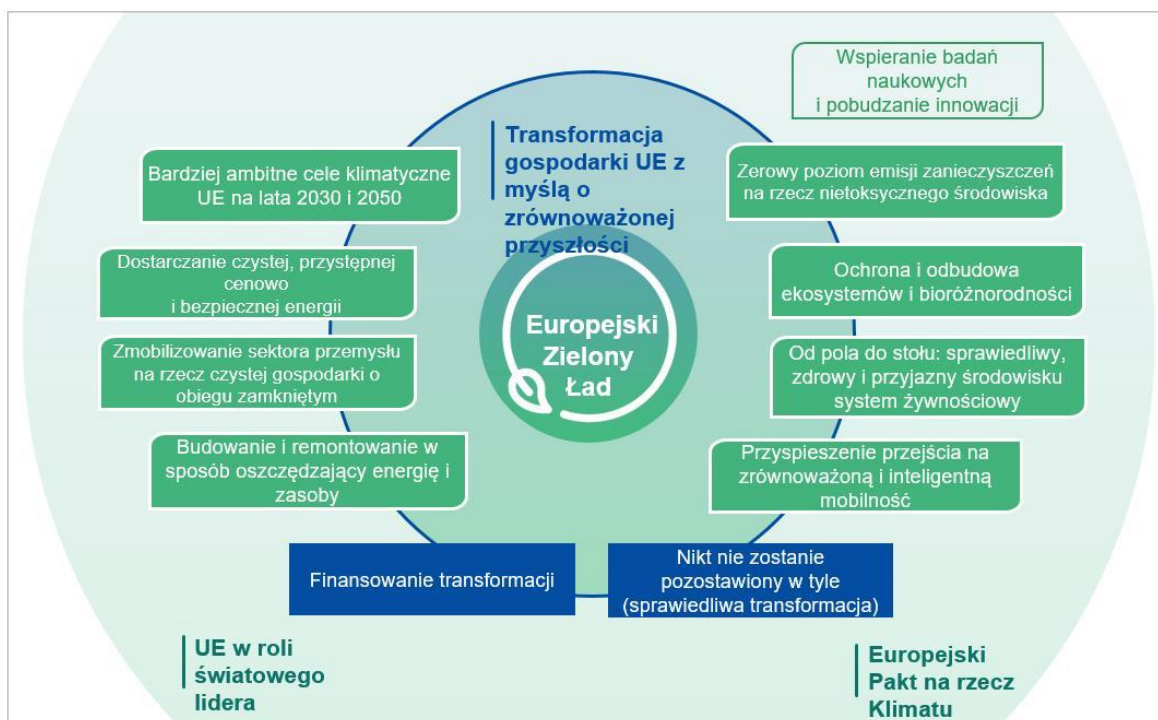 Wspieranie badań
naukowych
i pobudzanie innowacji
Transformacja
gospodarki UE z
myślą o
zrównoważonej
przyszłości
Bardziej ambitne cele klimatyczne
UE na lata 2030 i 2050
Zerowy poziom emisji zanieczyszczeń
na rzecz nietoksycznego środowiska
Dostarczanie czystej, przystępnej
cenowo
i bezpiecznej energii
Ochrona i odbudowa
ekosystemów i bioróżnorodności
Europejski
Zielony
Ład
Zmobilizowanie sektora przemysłu
na rzecz czystej gospodarki o
obiegu zamkniętym
Od pola do stołu: sprawiedliwy,
zdrowy i przyjazny środowisku
system żywnościowy
Budowanie i remontowanie w
sposób oszczędzający energię i
zasoby
Przyspieszenie przejścia na
zrównoważoną i inteligentną
mobilność
Finansowanie transformacji
Nikt nie zostanie
pozostawiony w tyle
(sprawiedliwa transformacja)
UE w roli
światowego
lidera
Europejski
Pakt na rzecz
Klimatu